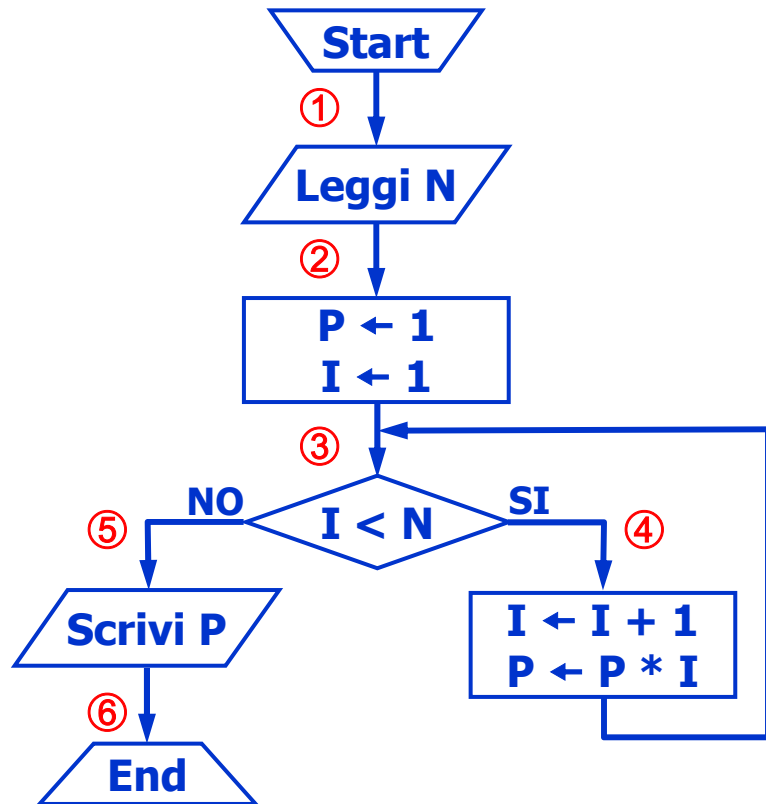 Start
①
Leggi N
②
P ← 1
I ← 1
③
NO
SI
I < N
⑤
④
Scrivi P
I ← I + 1
P ← P * I
⑥
End